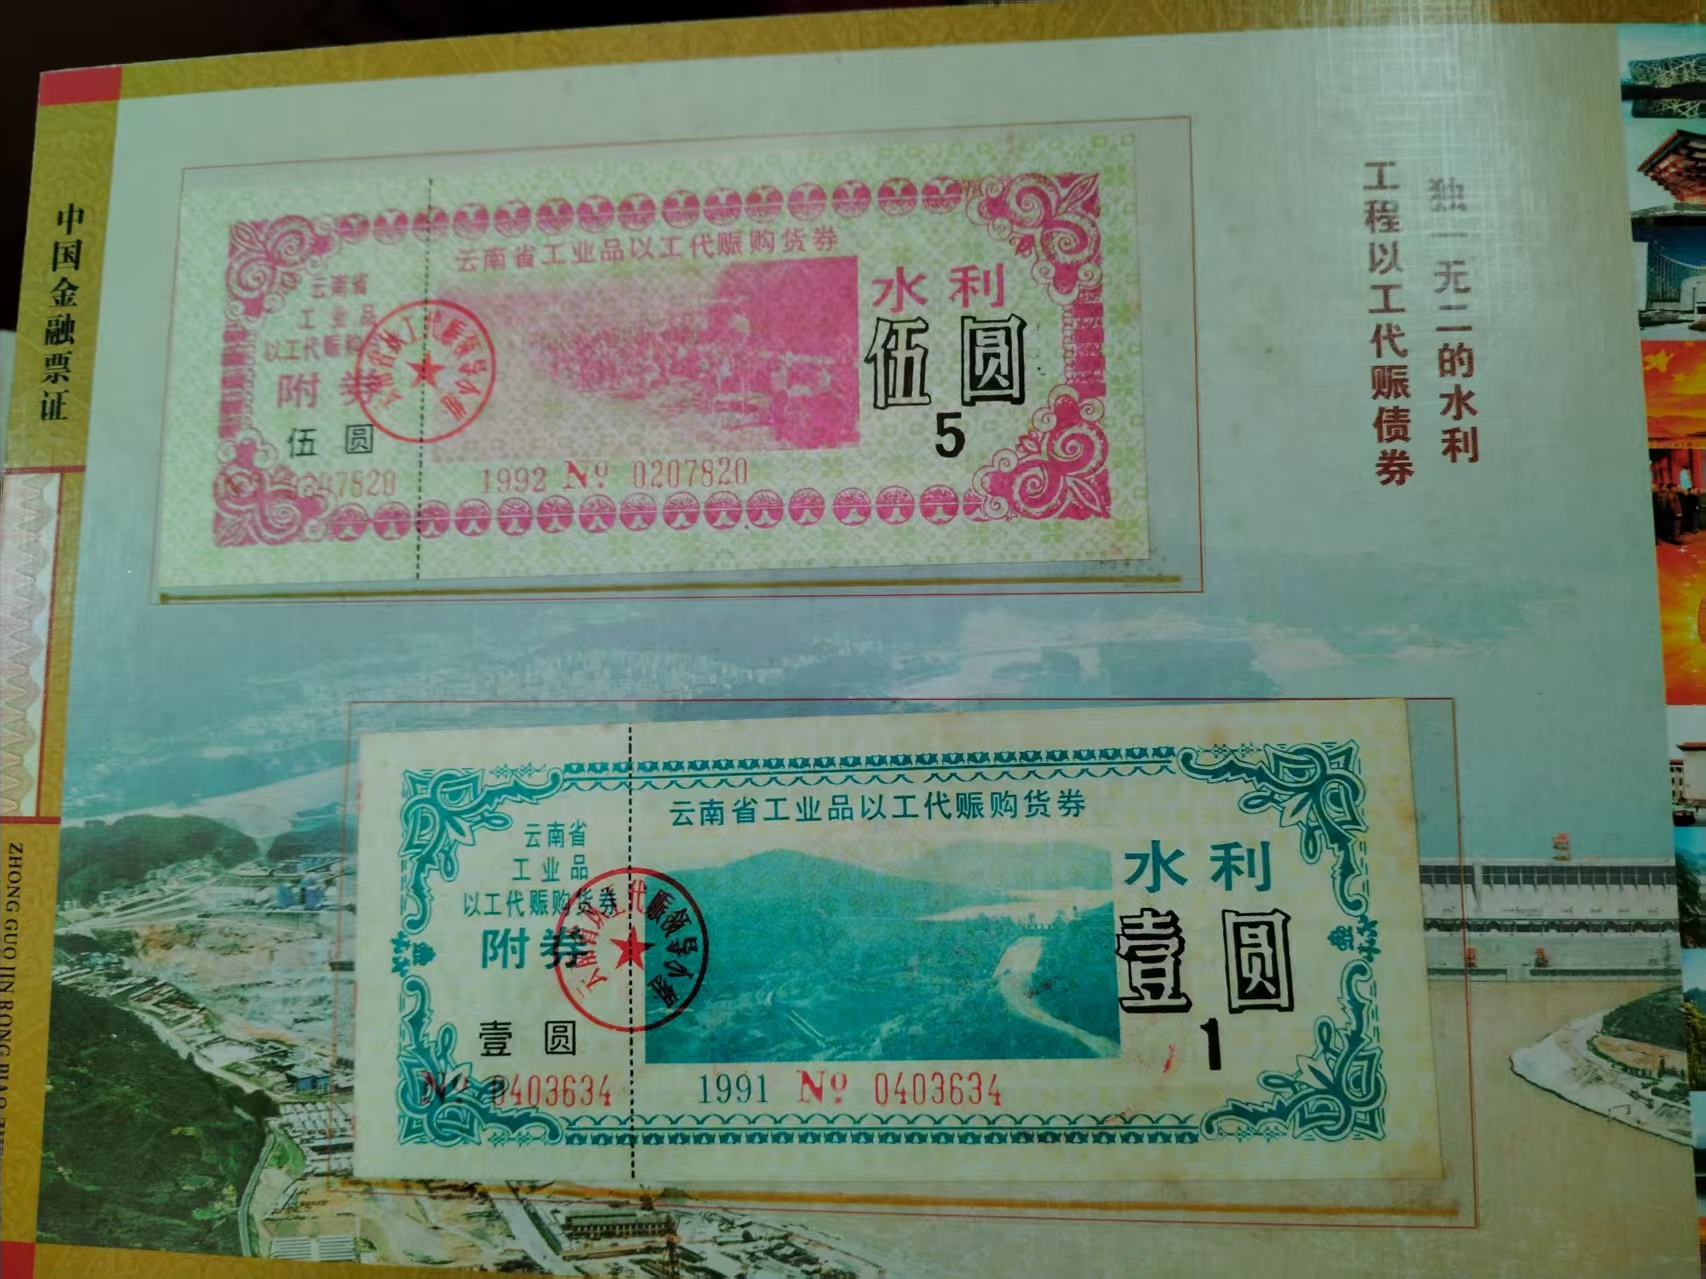 中国金融票证
ZHONG GUO JIN RONG PIAO
独一无二的水利
工程以工代赈债券
云南省工业品以工代赈购货券
云南省
工业品
以工代赈购
附券
伍圆
水利
伍圆
5
1992 Nº 0207820
云南省工业品以工代赈购货券
云南省
工业品
以工代赈购货券
附券
壹圆
Nº 0403634
水利
壹圆
1
1991 Nº 0403634